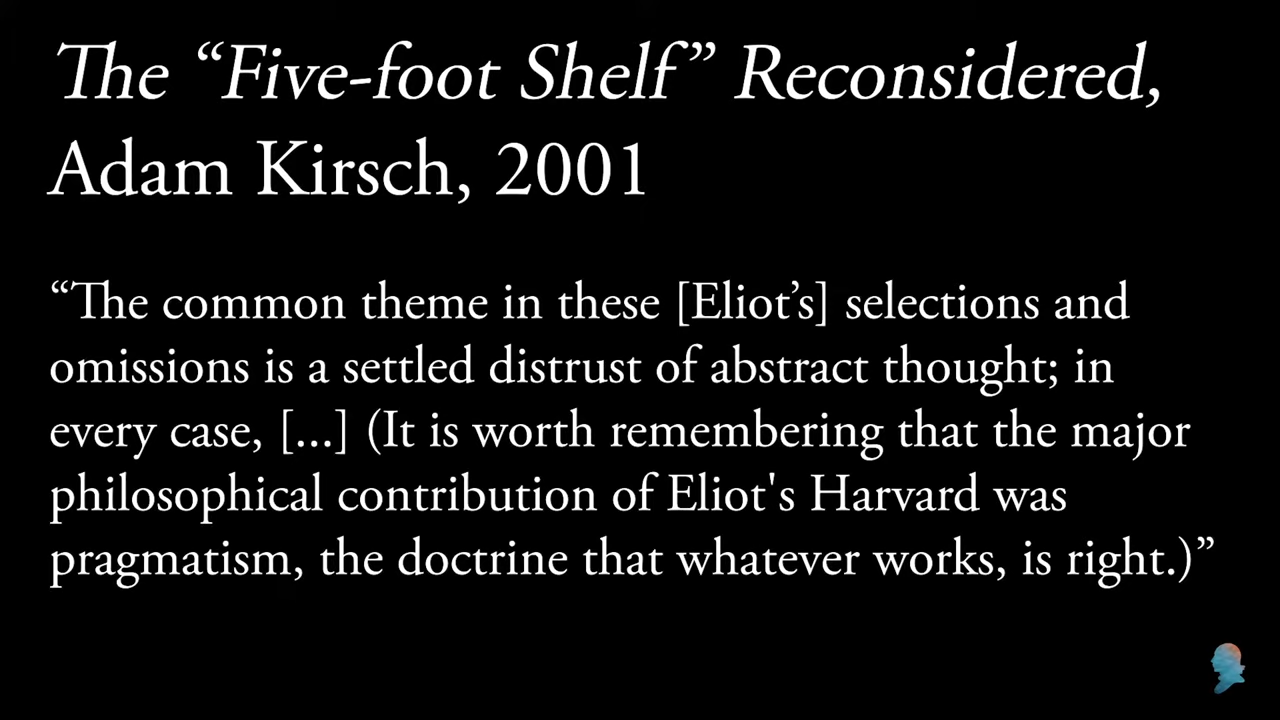 The “Five-foot Shelf” Reconsidered,
Adam Kirsch, 2001
“The common theme in these [Eliot’s] selections and
omissions is a settled distrust of abstract thought; in
every case, [...] (It is worth remembering that the major
philosophical contribution of Eliot's Harvard was
pragmatism, the doctrine that whatever works, is right.)”